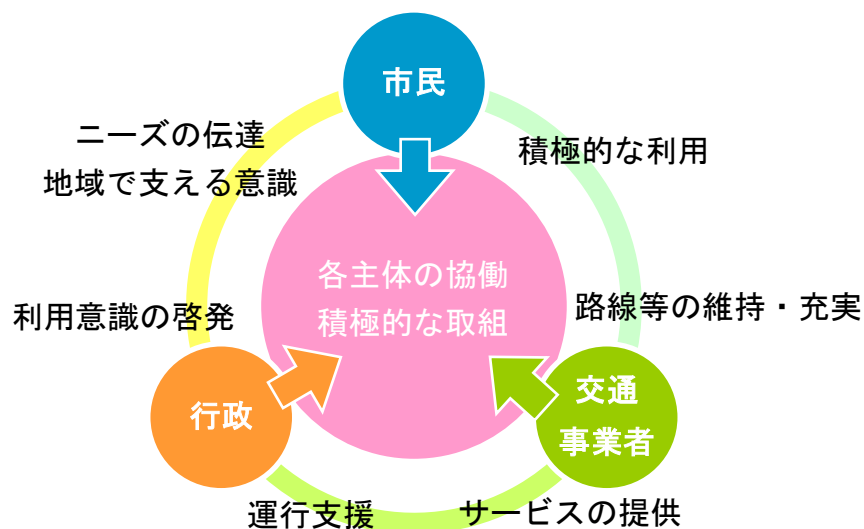 市民
ニーズの伝達
地域で支える意識
積極的な利用
各主体の協働
積極的な取組
利用意識の啓発
路線等の維持・充実
行政
交通
事業者
運行支援
サービスの提供